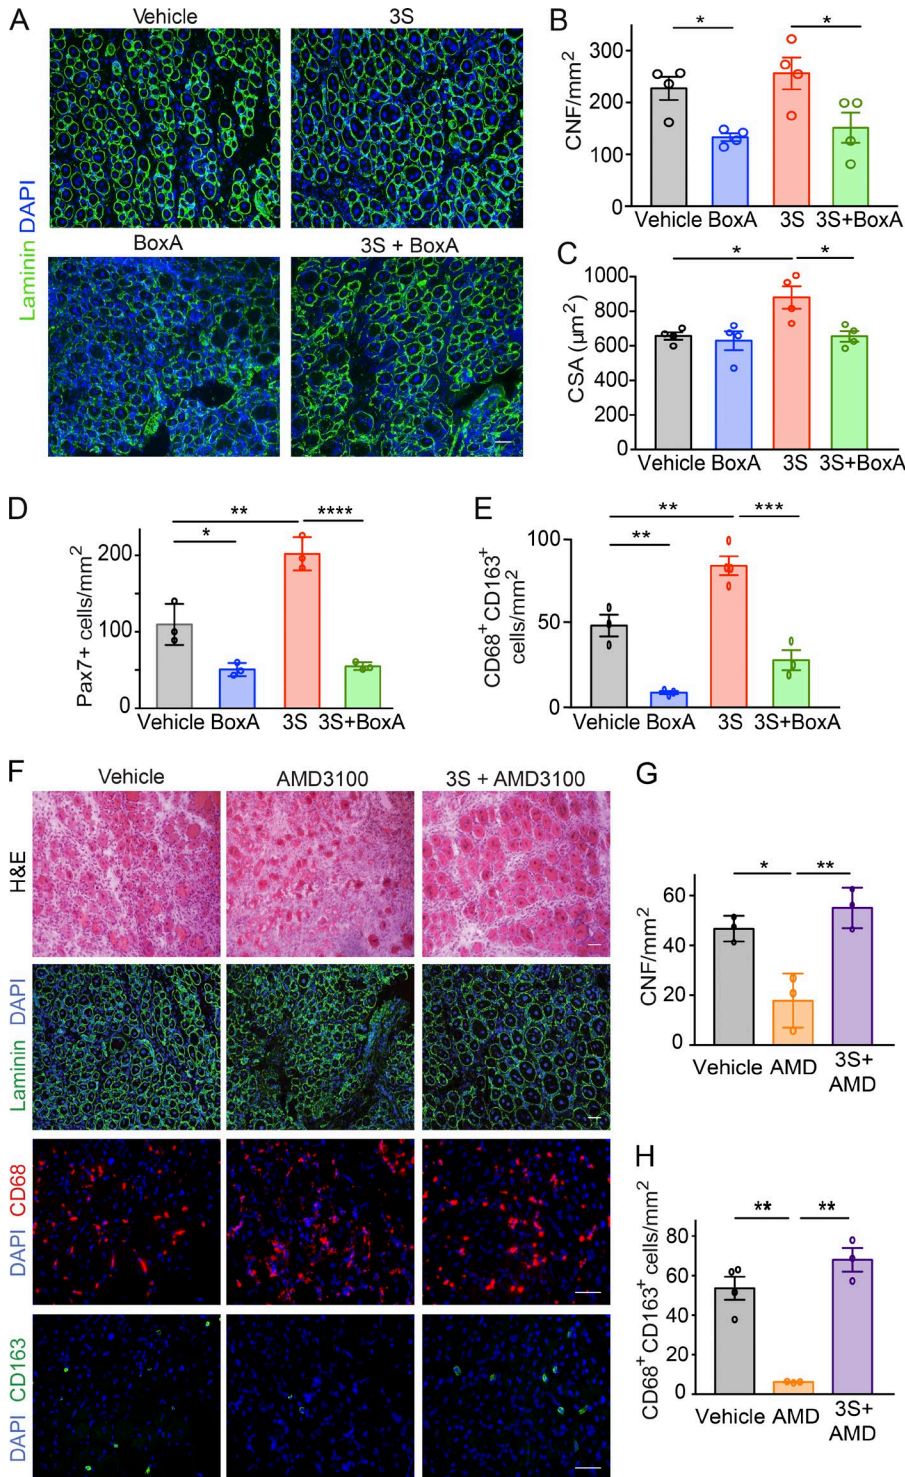 A
Vehicle
3S
BoxA
3S + BoxA
Laminin DAPI
B
CNF/mm2
300
200
100
0
*
*
Vehicle BoxA 3S 3S+BoxA
C
CSA (µm2)
1000
800
600
400
200
0
*
*
Vehicle BoxA 3S 3S+BoxA
D
Pax7+ cells/mm2
200
100
0
**
****
*
Vehicle BoxA 3S 3S+BoxA
E
CD68+ CD163+
cells/mm2
100
50
0
**
***
**
Vehicle BoxA 3S 3S+BoxA
F
Vehicle
AMD3100
3S + AMD3100
H&E
Laminin DAPI
DAPI CD68
DAPI CD163
G
CNF/mm2
60
40
20
0
*
**
Vehicle AMD 3S+
AMD
H
CD68+ CD163+ cells/mm2
80
60
40
20
0
**
**
Vehicle AMD 3S+
AMD